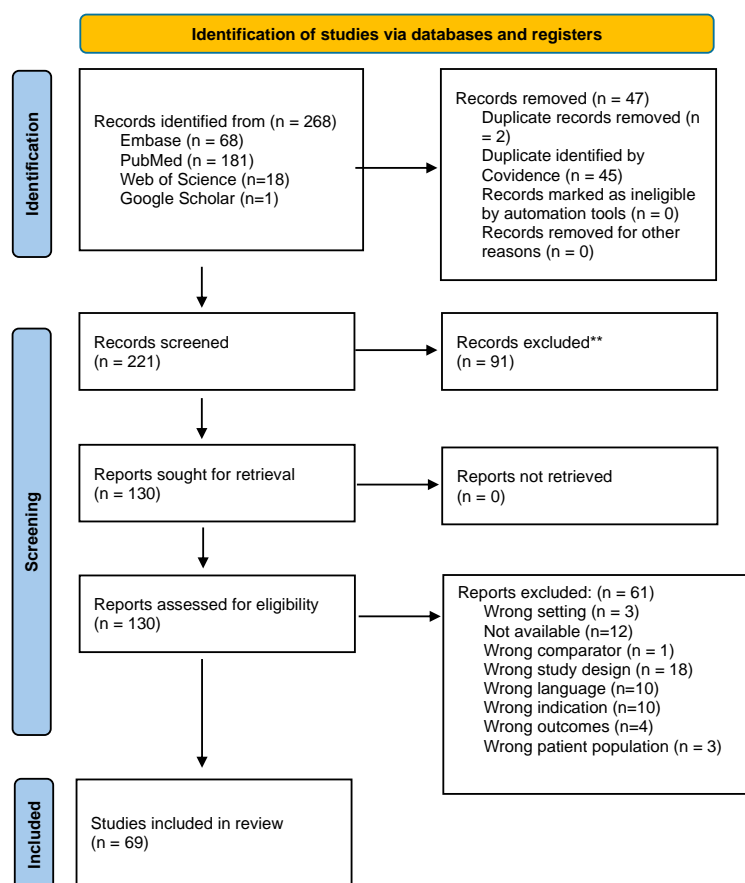 Identification of studies via databases and registers
Identification
Records identified from (n = 268)
Embase (n = 68)
PubMed (n = 181)
Web of Science (n=18)
Google Scholar (n=1)
Records removed (n = 47)
Duplicate records removed (n
= 2)
Duplicate identified by
Covidence (n = 45)
Records marked as ineligible
by automation tools (n = 0)
Records removed for other
reasons (n = 0)
Screening
Records screened
(n = 221)
Records excluded**
(n = 91)
Reports sought for retrieval
(n = 130)
Reports not retrieved
(n = 0)
Reports assessed for eligibility
(n = 130)
Reports excluded: (n = 61)
Wrong setting (n = 3)
Not available (n=12)
Wrong comparator (n = 1)
Wrong study design (n = 18)
Wrong language (n=10)
Wrong indication (n=10)
Wrong outcomes (n=4)
Wrong patient population (n = 3)
Included
Studies included in review
(n = 69)